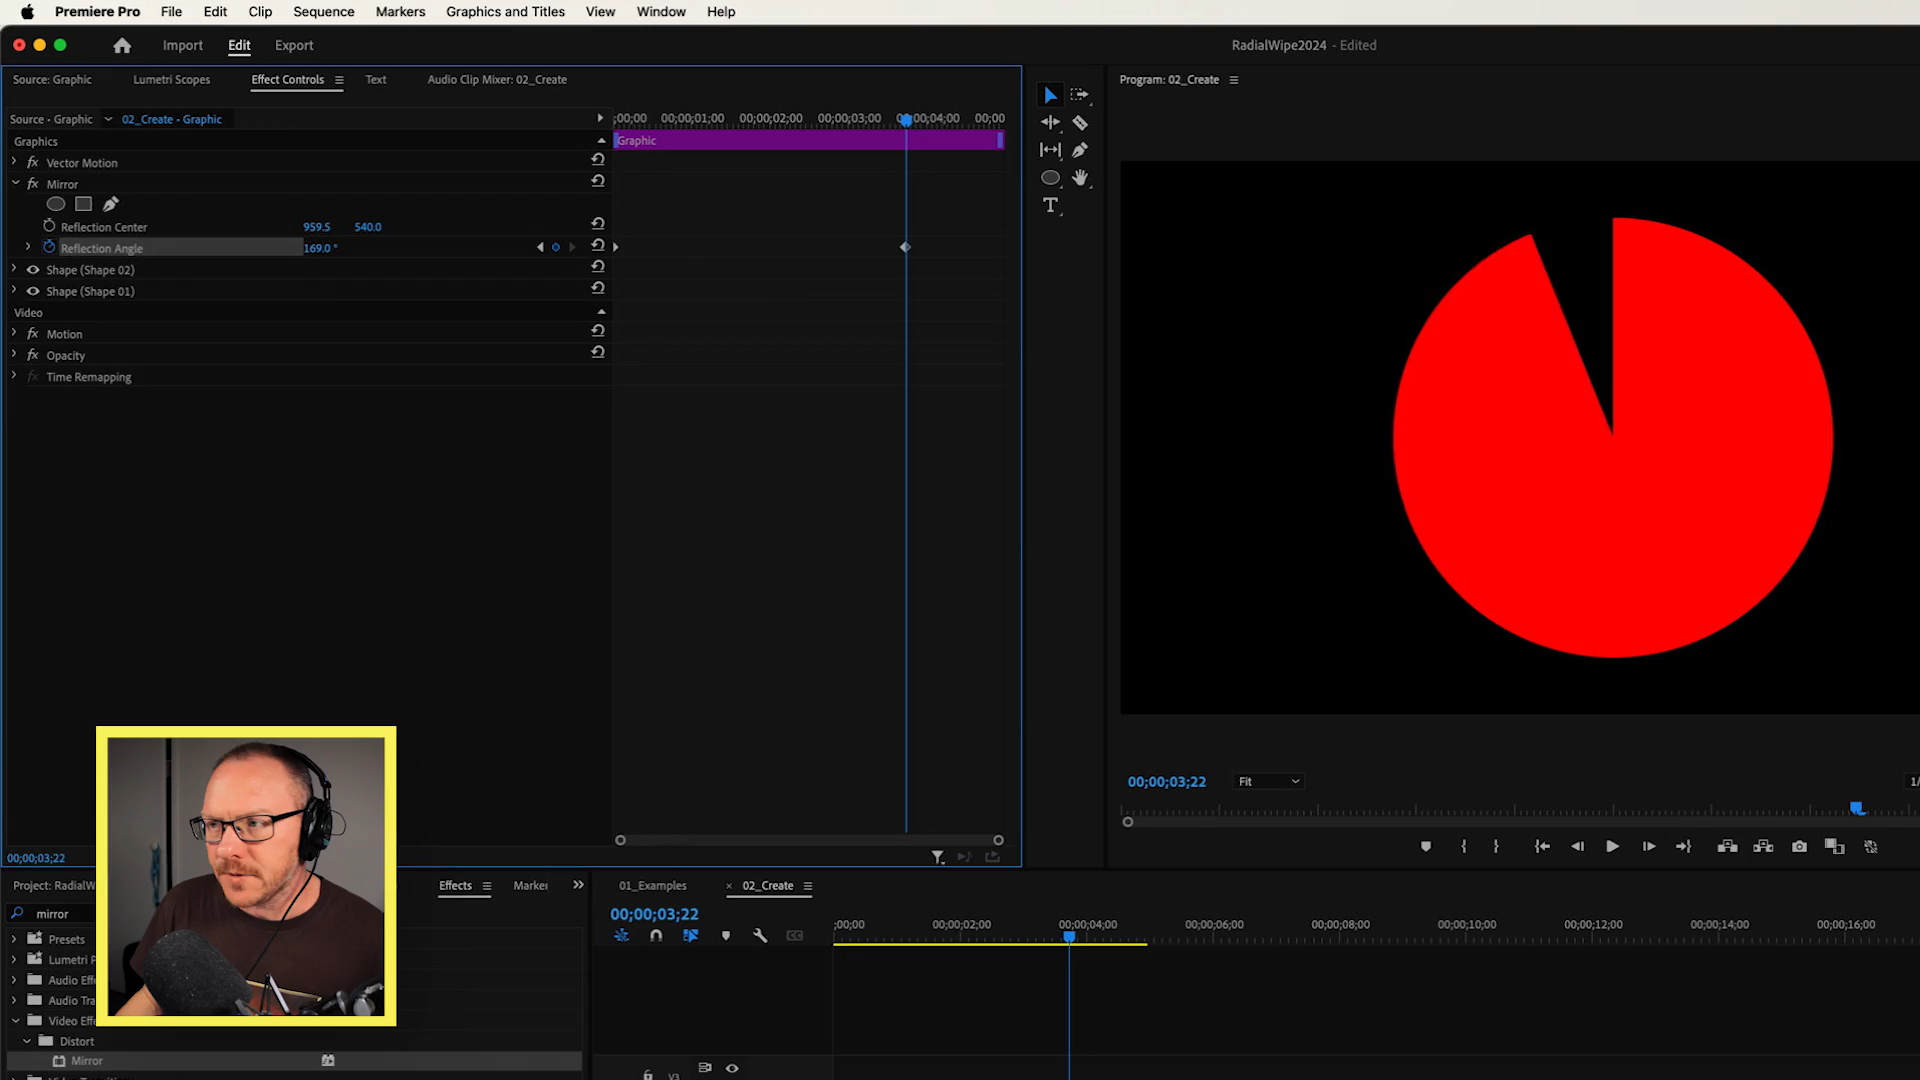 Premiere Pro File Edit Clip Sequence Markers Graphics and Titles View Window Help
Import Edit Export
RadialWipe2024 - Edited
Source: Graphic Lumetri Scopes Effect Controls Text Audio Clip Mixer: 02_Create
Program: 02_Create
Source • Graphic 02_Create • Graphic
;00;00 00;00;01;00 00;00;02;00 00;00;03;00 00;00;04;00 00;00
Graphics
Graphic
Vector Motion
Mirror
Reflection Center 959.5 540.0
Reflection Angle 169.0 °
Shape (Shape 02)
Shape (Shape 01)
Video
Motion
Opacity
Time Remapping
T
00;00;03;22 Fit 1/
00;00;03;22
Project: RadialW Effects Marker
01_Examples × 02_Create
mirror
00;00;03;22
;00;00 00;00;02;00 00;00;04;00 00;00;06;00 00;00;08;00 00;00;10;00 00;00;12;00 00;00;14;00 00;00;16;00
Presets
Lumetri P
Audio Effe
Audio Tra
Video Effe
Distort
Mirror
V3